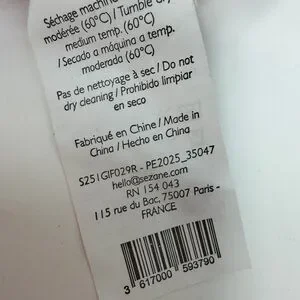 Séchage machine
modérée (60°C) / Tumble dry
medium temp. (60°C)
/ Secado a máquina a temp.
moderada (60°C)
Pas de nettoyage à sec / Do not
dry cleaning / Prohibido limpiar
en seco
Fabriqué en Chine / Made in
China / Hecho en China
S251GIF029R - PE2025_35047
hello@sezane.com
RN 154 043
115 rue du Bac, 75007 Paris -
FRANCE
3 617000 593790